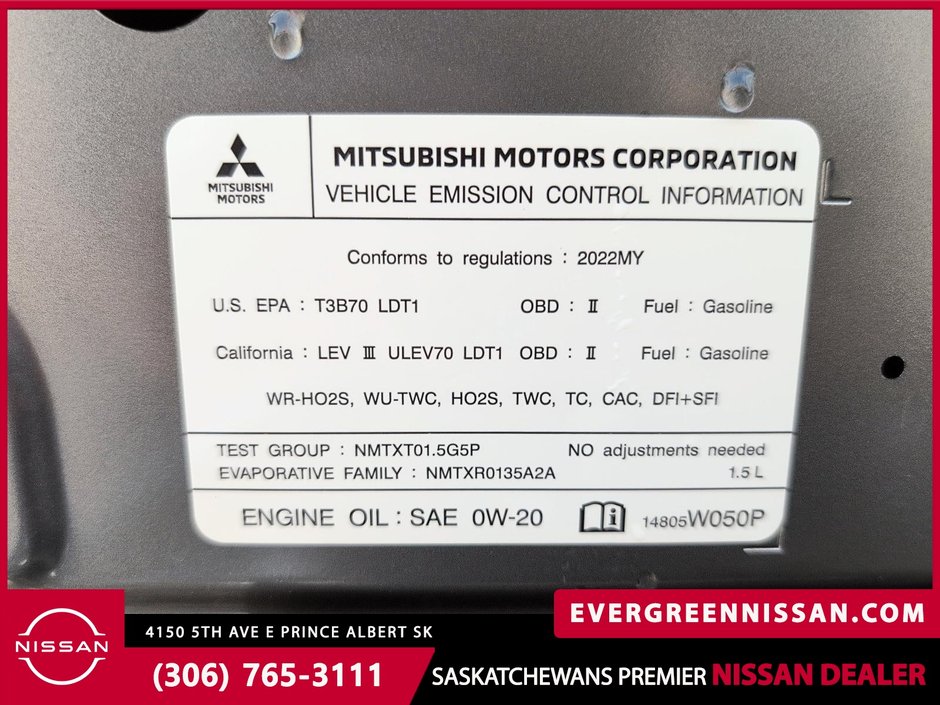 MITSUBISHI
MOTORS
MITSUBISHI MOTORS CORPORATION
VEHICLE EMISSION CONTROL INFORMATION
Conforms to regulations : 2022MY
U.S. EPA : T3B70 LDT1 OBD : Ⅱ Fuel : Gasoline
California : LEV Ⅲ ULEV70 LDT1 OBD : Ⅱ Fuel : Gasoline
WR-HO2S, WU-TWC, HO2S, TWC, TC, CAC, DFI+SFI
TEST GROUP : NMTXT01.5G5P NO adjustments needed
EVAPORATIVE FAMILY : NMTXR0135A2A 1.5 L
ENGINE OIL : SAE 0W-20 14805W050P
NISSAN
4150 5TH AVE E PRINCE ALBERT SK
(306) 765-3111
EVERGREENNISSAN.COM
SASKATCHEWANS PREMIER NISSAN DEALER